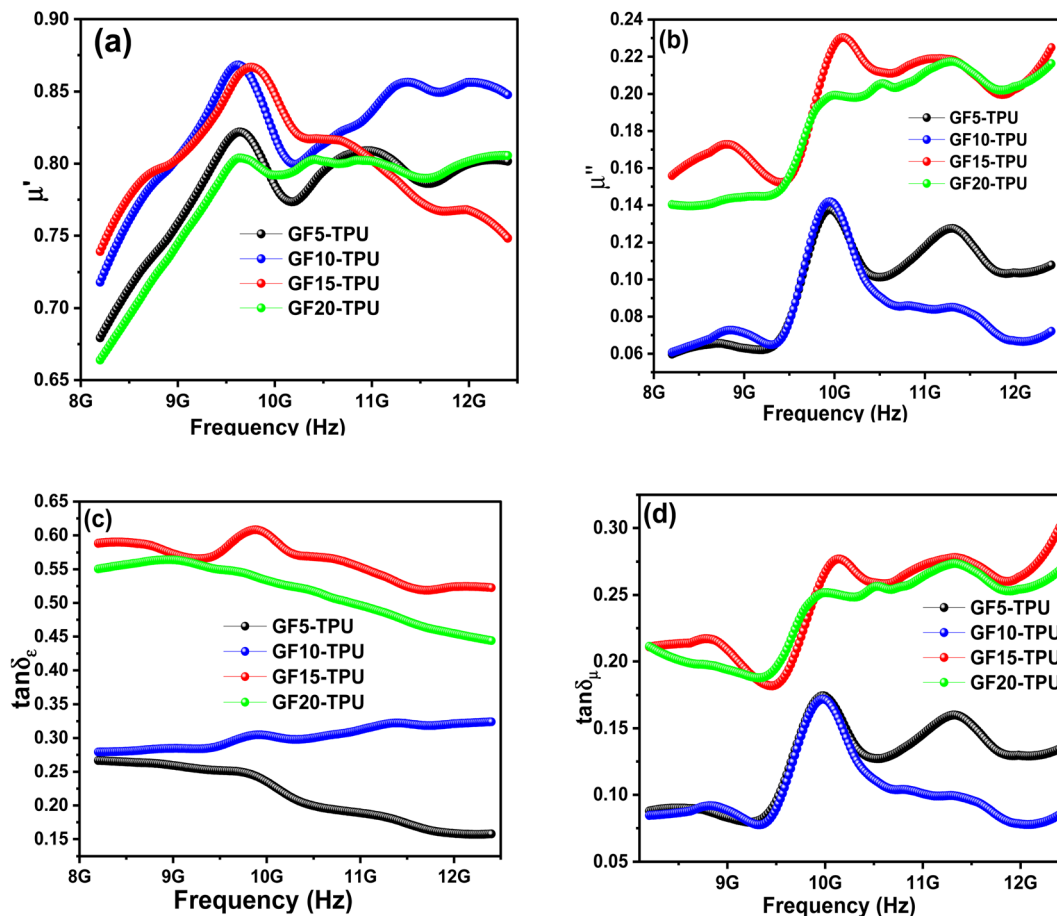 (a)
0.90
0.85
0.80
0.75
0.70
0.65
μ'
GF5-TPU
GF10-TPU
GF15-TPU
GF20-TPU
8G 9G 10G 11G 12G
Frequency (Hz)
(b)
0.24
0.22
0.20
0.18
0.16
0.14
0.12
0.10
0.08
0.06
μ"
GF5-TPU
GF10-TPU
GF15-TPU
GF20-TPU
8G 9G 10G 11G 12G
Frequency (Hz)
(c)
0.65
0.60
0.55
0.50
0.45
0.40
0.35
0.30
0.25
0.20
0.15
tanδε
GF5-TPU
GF10-TPU
GF15-TPU
GF20-TPU
8G 9G 10G 11G 12G
Frequency (Hz)
(d)
0.30
0.25
0.20
0.15
0.10
0.05
tanδμ
GF5-TPU
GF10-TPU
GF15-TPU
GF20-TPU
9G 10G 11G 12G
Frequency (Hz)